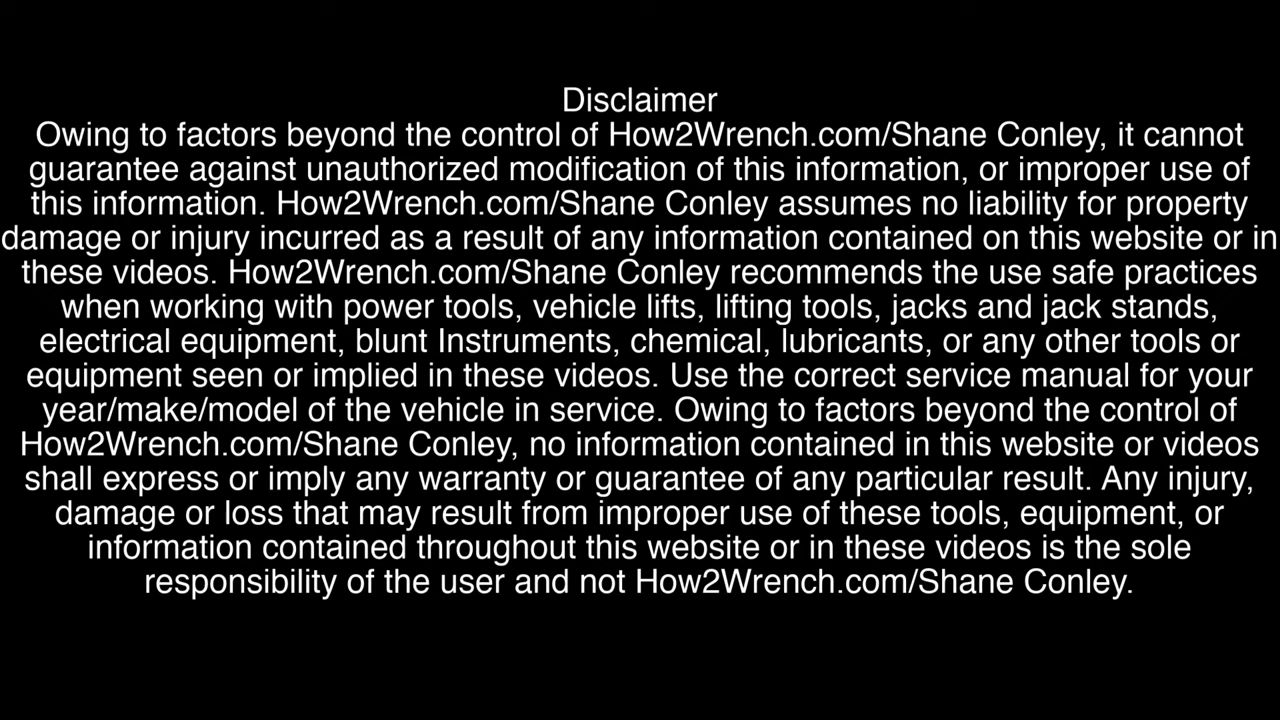 Disclaimer
Owing to factors beyond the control of How2Wrench.com/Shane Conley, it cannot
guarantee against unauthorized modification of this information, or improper use of
this information. How2Wrench.com/Shane Conley assumes no liability for property
damage or injury incurred as a result of any information contained on this website or in
these videos. How2Wrench.com/Shane Conley recommends the use safe practices
when working with power tools, vehicle lifts, lifting tools, jacks and jack stands,
electrical equipment, blunt Instruments, chemical, lubricants, or any other tools or
equipment seen or implied in these videos. Use the correct service manual for your
year/make/model of the vehicle in service. Owing to factors beyond the control of
How2Wrench.com/Shane Conley, no information contained in this website or videos
shall express or imply any warranty or guarantee of any particular result. Any injury,
damage or loss that may result from improper use of these tools, equipment, or
information contained throughout this website or in these videos is the sole
responsibility of the user and not How2Wrench.com/Shane Conley.